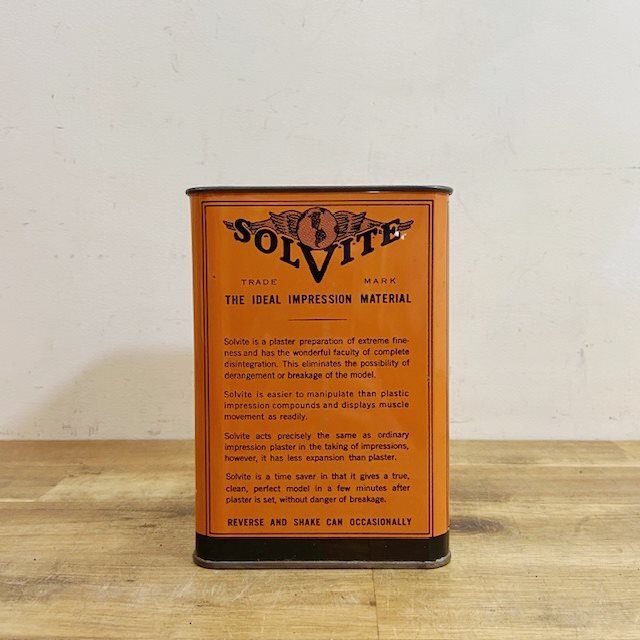 SOLVITE
TRADE MARK
THE IDEAL IMPRESSION MATERIAL
Solvite is a plaster preparation of extreme fine-
ness and has the wonderful faculty of complete
disintegration. This eliminates the possibility of
derangement or breakage of the model.
Solvite is easier to manipulate than plastic
impression compounds and displays muscle
movement as readily.
Solvite acts precisely the same as ordinary
impression plaster in the taking of impressions,
however, it has less expansion than plaster.
Solvite is a time saver in that it gives a true,
clean, perfect model in a few minutes after
plaster is set, without danger of breakage.
REVERSE AND SHAKE CAN OCCASIONALLY